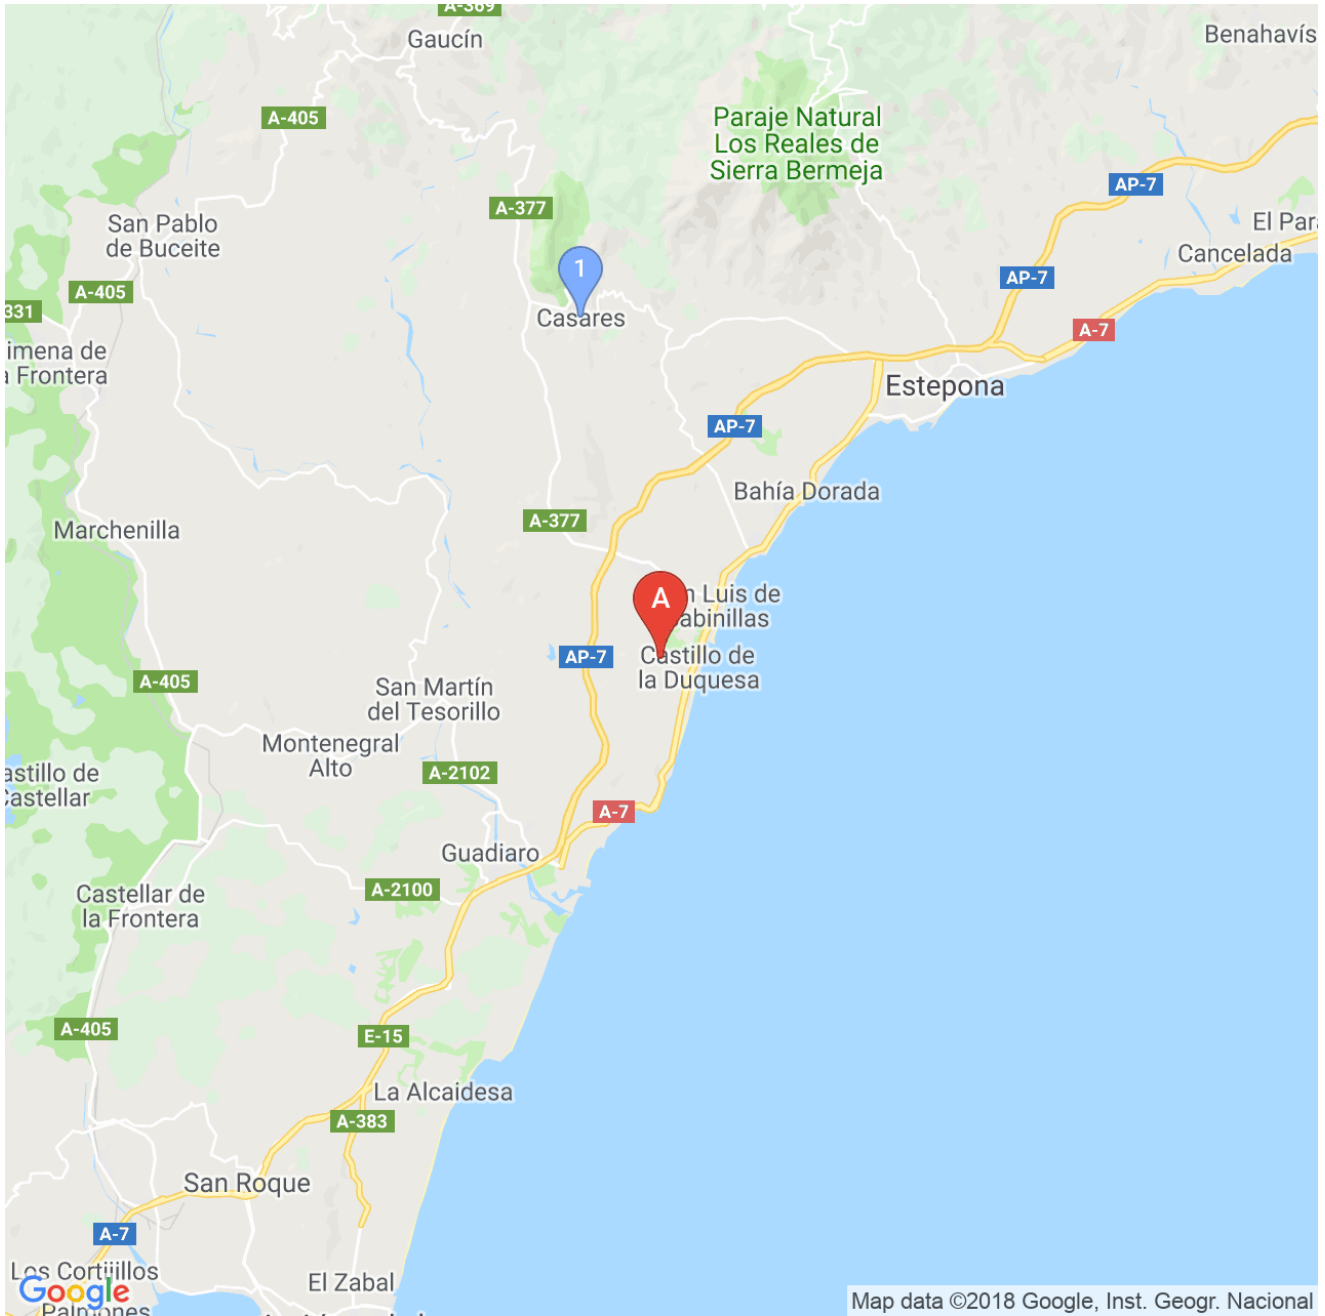 A-369
Gaucín
Benahavís
A-405
Paraje Natural
Los Reales de
Sierra Bermeja
AP-7
A-377
San Pablo
de Buceite
El Par
Cancelada
1
AP-7
A-405
331
Casares
A-7
imena de
a Frontera
Estepona
AP-7
Bahía Dorada
A-377
Marchenilla
A
n Luis de
abinillas
AP-7
Castillo de
la Duquesa
A-405
San Martín
del Tesorillo
Montenegral
Alto
A-2102
astillo de
Castellar
A-7
Guadiaro
A-2100
Castellar de
la Frontera
A-405
E-15
La Alcaidesa
A-383
San Roque
A-7
Los Cortijillos
El Zabal
Google
Palmones
Map data ©2018 Google, Inst. Geogr. Nacional